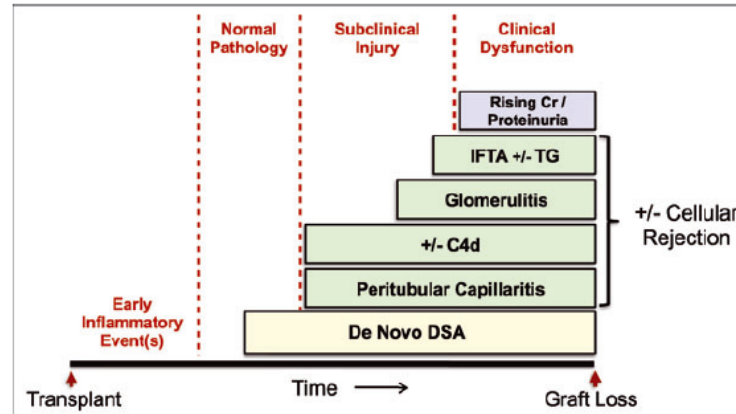 Normal
Pathology
Subclinical
Injury
Clinical
Dysfunction
Rising Cr /
Proteinuria
IFTA +/- TG
Glomerulitis
+/- C4d
Peritubular Capillaritis
+/- Cellular
Rejection
Early
Inflammatory
Event(s)
De Novo DSA
Transplant
Time
Graft Loss